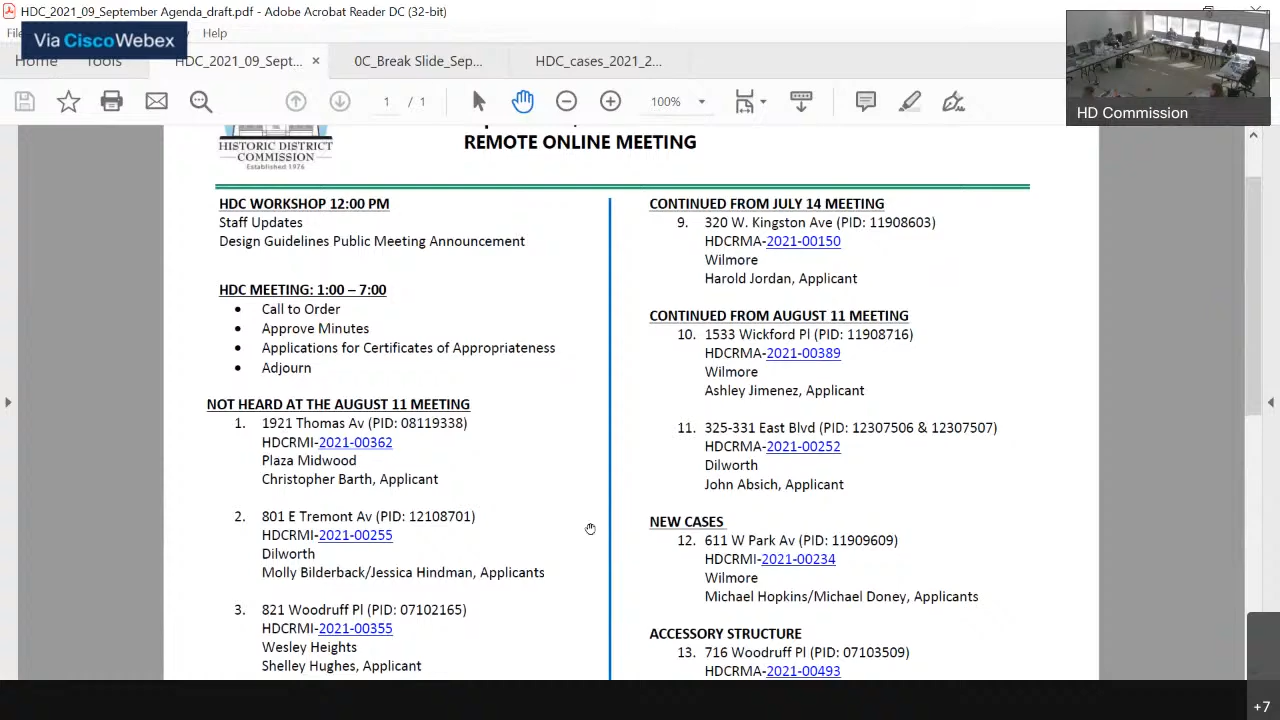 HDC_2021_09_September Agenda_draft.pdf - Adobe Acrobat Reader DC (32-bit)
Via Cisco Webex
Help
Home
Tools
HDC_2021_09_Sept... ×
0C_Break Slide_Sep...
HDC_cases_2021_2...
1 / 1
100%
HD Commission
HISTORIC DISTRICT
COMMISSION
Established 1976
REMOTE ONLINE MEETING
HDC WORKSHOP 12:00 PM
Staff Updates
Design Guidelines Public Meeting Announcement
HDC MEETING: 1:00 – 7:00
• Call to Order
• Approve Minutes
• Applications for Certificates of Appropriateness
• Adjourn
NOT HEARD AT THE AUGUST 11 MEETING
1. 1921 Thomas Av (PID: 08119338)
HDCRMI-2021-00362
Plaza Midwood
Christopher Barth, Applicant
2. 801 E Tremont Av (PID: 12108701)
HDCRMI-2021-00255
Dilworth
Molly Bilderback/Jessica Hindman, Applicants
3. 821 Woodruff Pl (PID: 07102165)
HDCRMI-2021-00355
Wesley Heights
Shelley Hughes, Applicant
CONTINUED FROM JULY 14 MEETING
9. 320 W. Kingston Ave (PID: 11908603)
HDCRMA-2021-00150
Wilmore
Harold Jordan, Applicant
CONTINUED FROM AUGUST 11 MEETING
10. 1533 Wickford Pl (PID: 11908716)
HDCRMA-2021-00389
Wilmore
Ashley Jimenez, Applicant
11. 325-331 East Blvd (PID: 12307506 & 12307507)
HDCRMA-2021-00252
Dilworth
John Absich, Applicant
NEW CASES
12. 611 W Park Av (PID: 11909609)
HDCRMI-2021-00234
Wilmore
Michael Hopkins/Michael Doney, Applicants
ACCESSORY STRUCTURE
13. 716 Woodruff Pl (PID: 07103509)
HDCRMA-2021-00493
+7